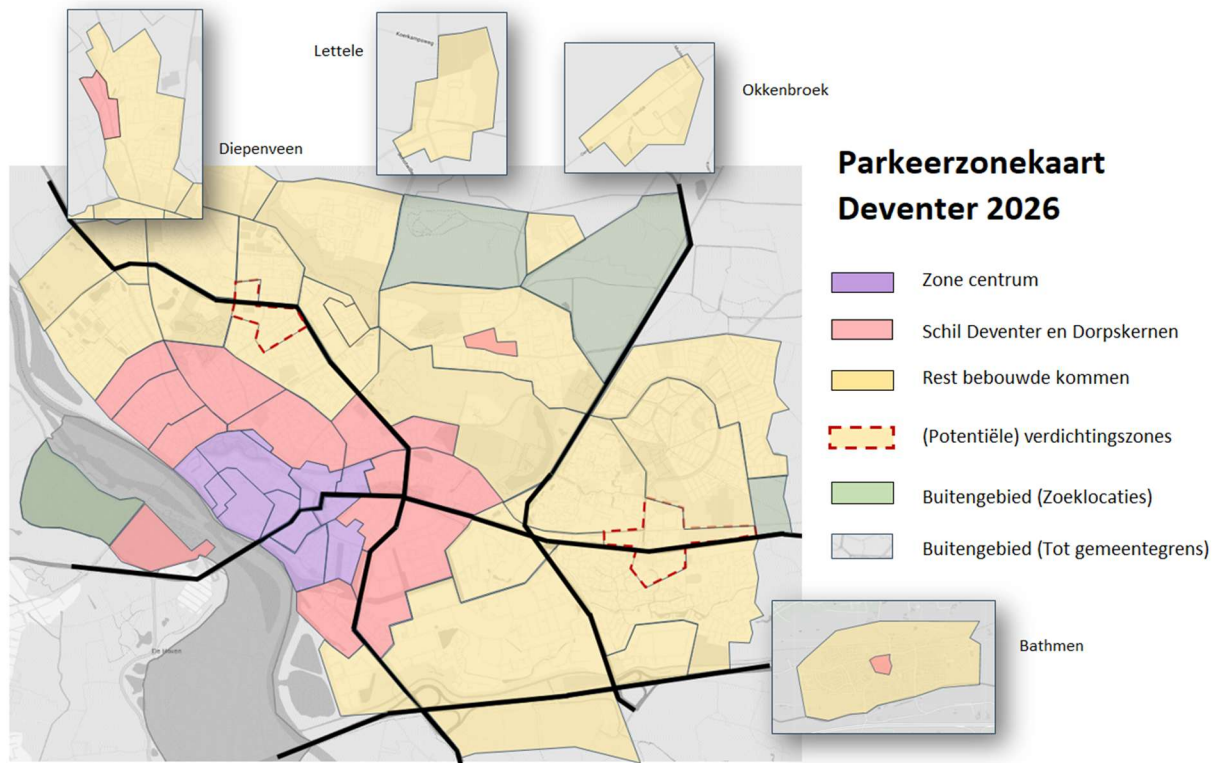 Lettele
Koerkampsweg
Okkenbroek
Diepenveen
Parkeerzonekaart
Deventer 2026
Zone centrum
Schil Deventer en Dorpskernen
Rest bebouwde kommen
(Potentiële) verdichtingszones
Buitengebied (Zoeklocaties)
Buitengebied (Tot gemeentegrens)
Bathmen